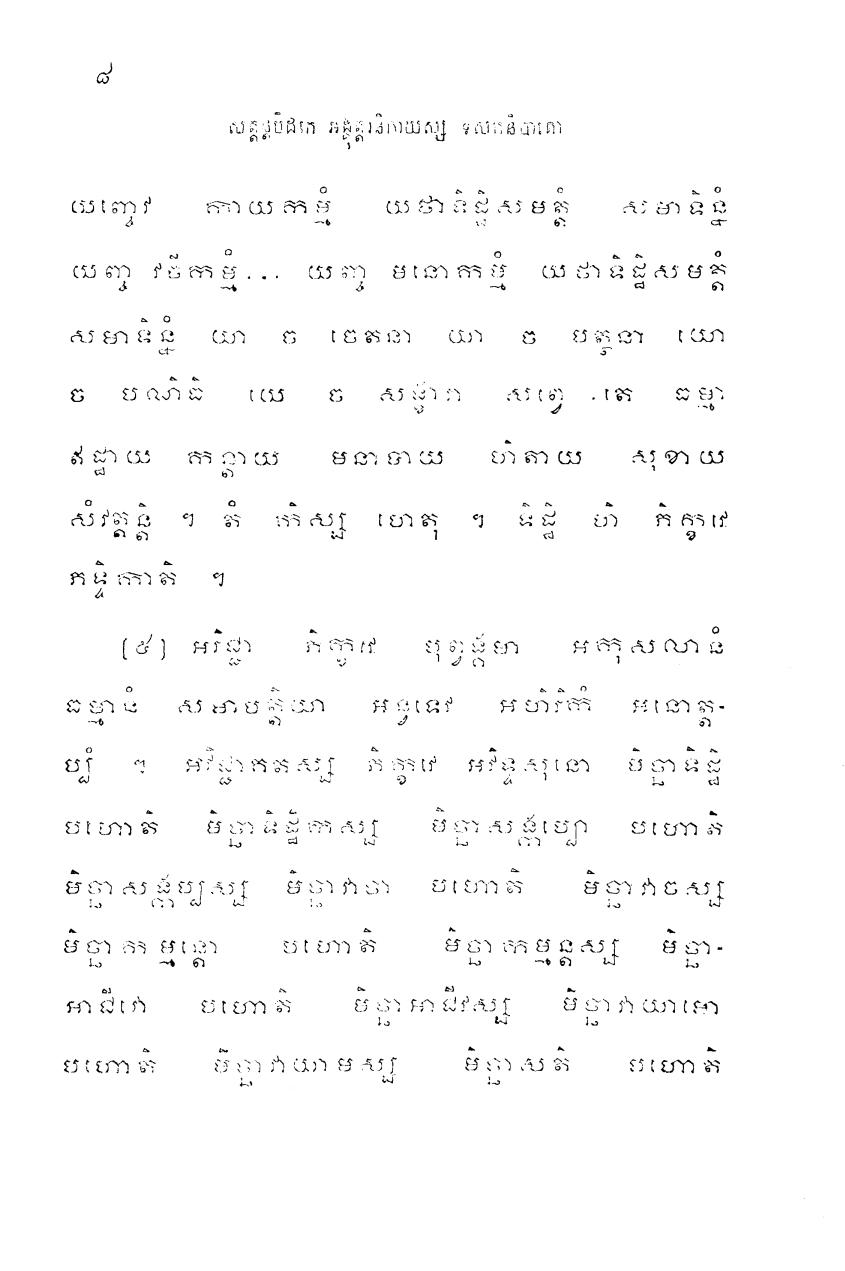 ៨
សុត្តន្តបិដកេ អង្គុត្តរនិកាយស្ស ទសកនិបាតោ
យញ្ចេវ កាយកម្មំ យថាទិដ្ឋិសមត្តំ សមាទិន្នំ
យញ្ច វចីកម្មំ... យញ្ច មនោកម្មំ យថាទិដ្ឋិសមត្តំ
សមាទិន្នំ យា ច ចេតនា យា ច បត្ថនា យោ
ច បណិធិ យេ ច សង្ខារា សព្វេ តេ ធម្មា
ឥដ្ឋាយ កន្តាយ មនាបាយ ហិតាយ សុខាយ
សំវត្តន្តិ ។ តំ កិស្ស ហេតុ ។ ទិដ្ឋិ ហិ ភិក្ខវេ
ភទ្ទិកាតិ ។
(៥) អវិជ្ជា ភិក្ខវេ បុព្វង្គមា អកុសលានំ
ធម្មានំ សមាបត្តិយា អន្វទេវ អហិរិកំ អនោត្ត-
ប្បំ ។ អវិជ្ជាគតស្ស ភិក្ខវេ អវិទ្ទសុនោ មិច្ឆាទិដ្ឋិ
បហោតិ មិច្ឆាទិដ្ឋិកស្ស មិច្ឆាសង្កប្បោ បហោតិ
មិច្ឆាសង្កប្បស្ស មិច្ឆាវាចា បហោតិ មិច្ឆាវាចស្ស
មិច្ឆាកម្មន្តោ បហោតិ មិច្ឆាកម្មន្តស្ស មិច្ឆា-
អាជីវោ បហោតិ មិច្ឆាអាជីវស្ស មិច្ឆាវាយាមោ
បហោតិ មិច្ឆាវាយាមស្ស មិច្ឆាសតិ បហោតិ